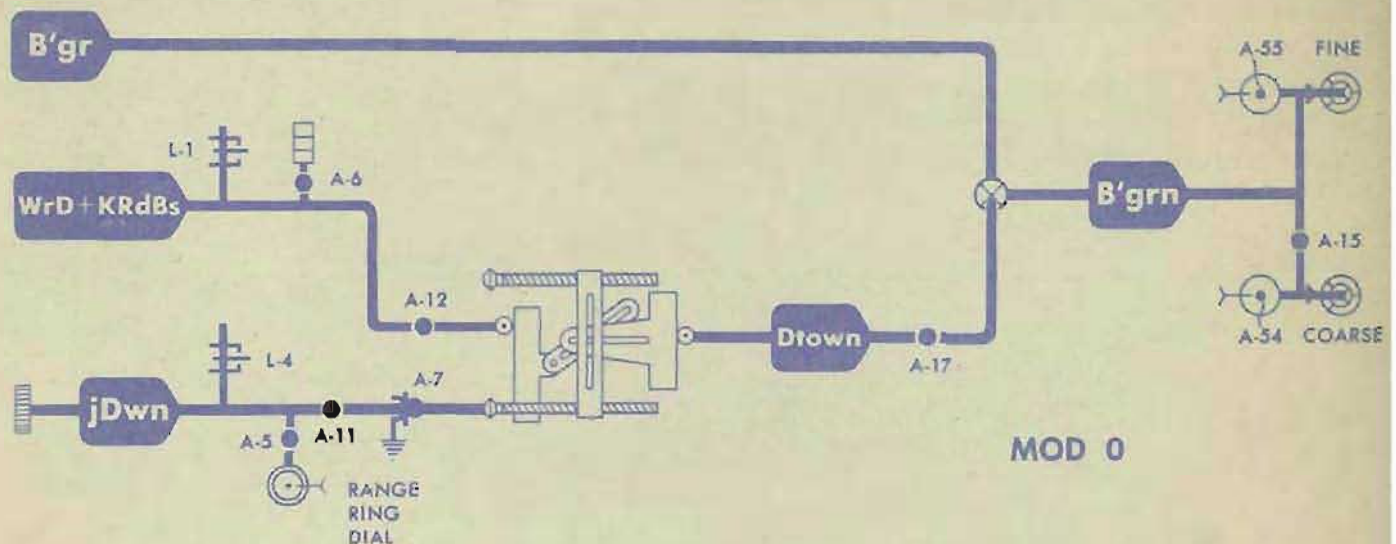 B'gr
A-55 FINE
L-1
A-6
WrD+KRdBs
B'grn
A-15
A-12
A-54 COARSE
Dtown
A-17
L-4
A-7
jDwn
A-5
A-11
MOD 0
RANGE
RING
DIAL